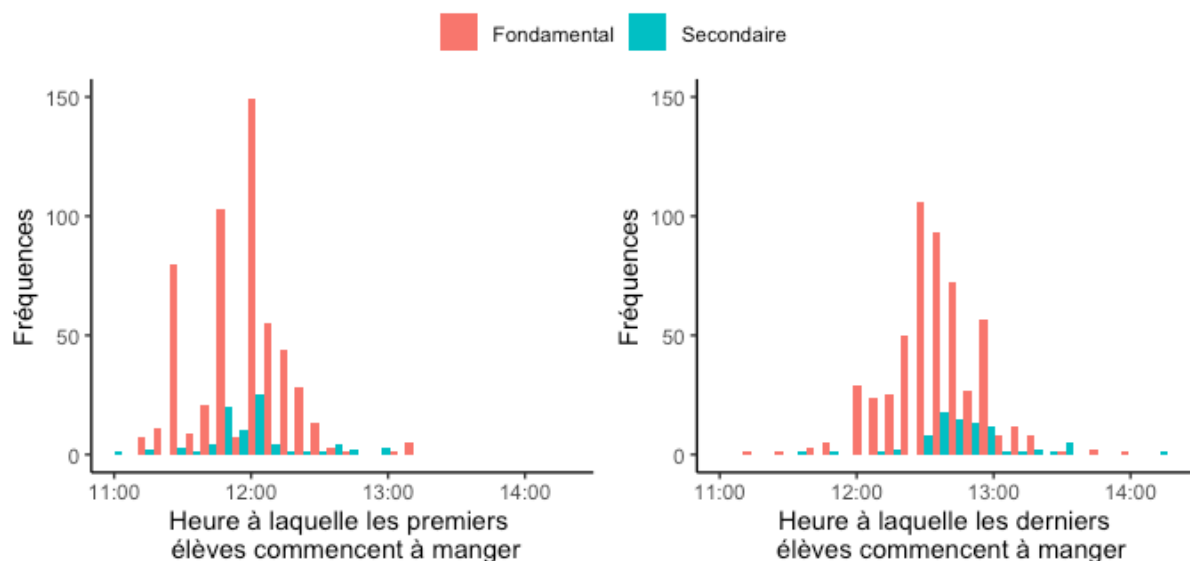 Fondamental
Secondaire
150
100
50
0
Fréquences
11:00
12:00
13:00
14:00
Heure à laquelle les premiers
élèves commencent à manger
150
100
50
0
Fréquences
11:00
12:00
13:00
14:00
Heure à laquelle les derniers
élèves commencent à manger